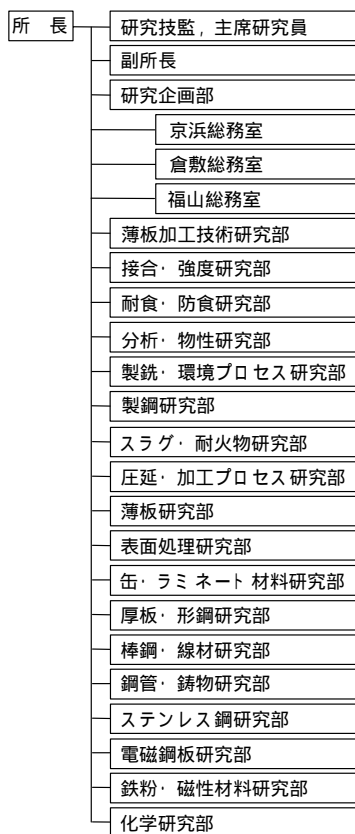 所　長
研究技監, 主席研究員
副所長
研究企画部
京浜総務室
倉敷総務室
福山総務室
薄板加工技術研究部
接合・強度研究部
耐食・防食研究部
分析・物性研究部
製銑・環境プロセス研究部
製鋼研究部
スラグ・耐火物研究部
圧延・加工プロセス研究部
薄板研究部
表面処理研究部
缶・ラミネート材料研究部
厚板・形鋼研究部
棒鋼・線材研究部
鋼管・鋳物研究部
ステンレス鋼研究部
電磁鋼板研究部
鉄粉・磁性材料研究部
化学研究部